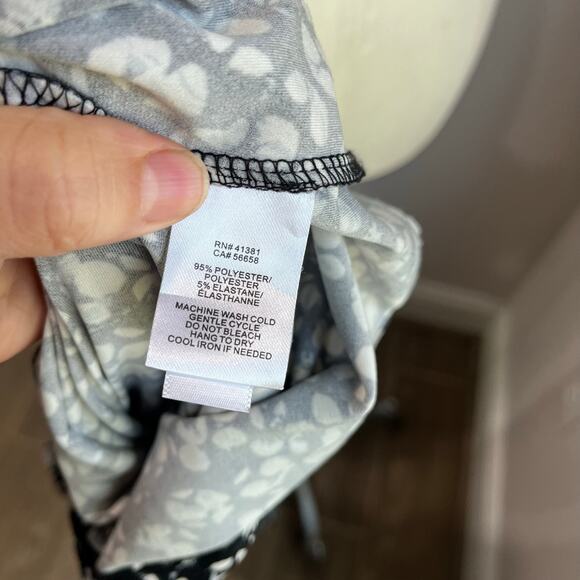 RN# 41381
CA# 56658
95% POLYESTER/
POLYESTER
5% ELASTANE/
ÉLASTHANNE
MACHINE WASH COLD
GENTLE CYCLE
DO NOT BLEACH
HANG TO DRY
COOL IRON IF NEEDED